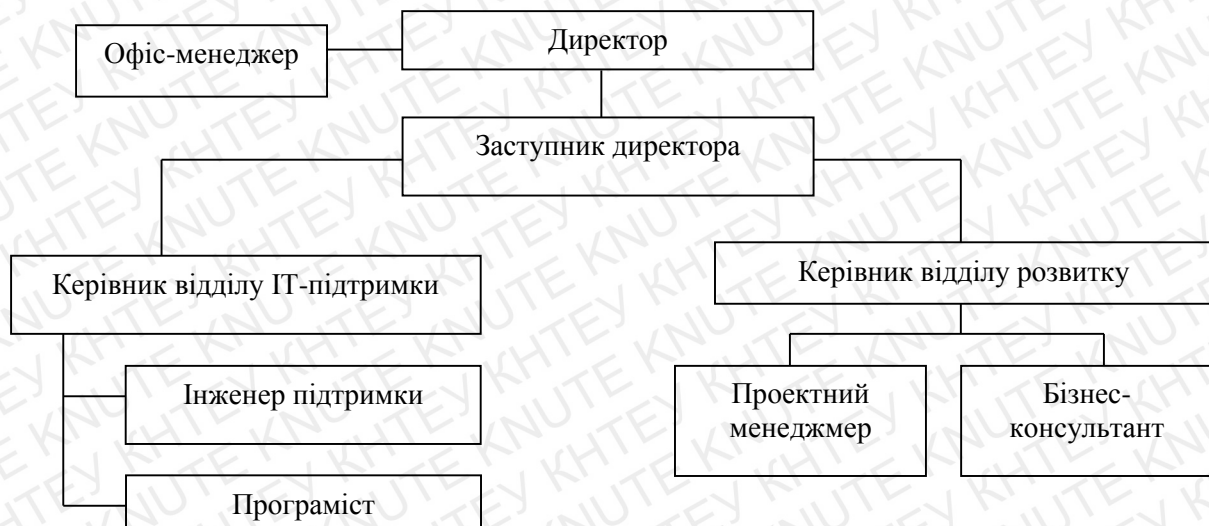 Офіс-менеджер
Директор
Заступник директора
Керівник відділу ІТ-підтримки
Керівник відділу розвитку
Інженер підтримки
Програміст
Проектний
менеджмер
Бізнес-
консультант